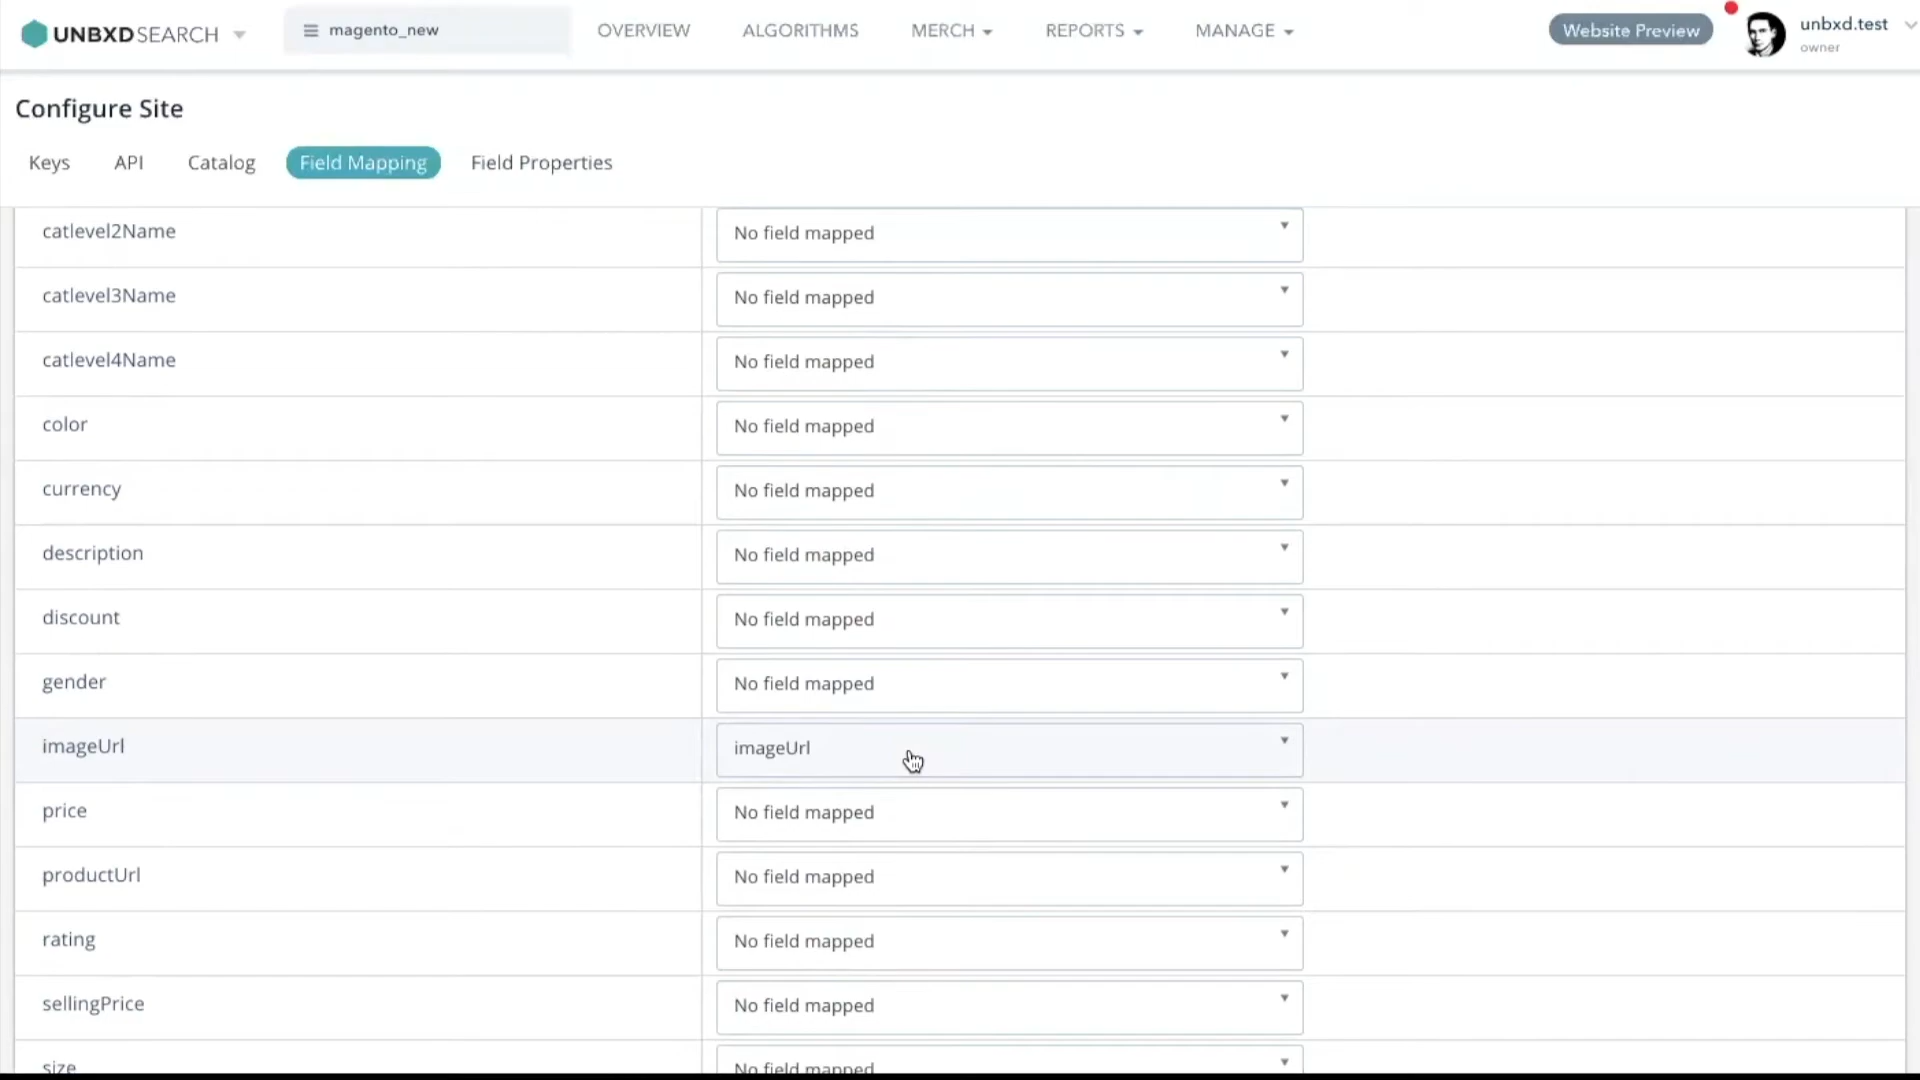 UNBXD SEARCH
magento_new
OVERVIEW
ALGORITHMS
MERCH
REPORTS
MANAGE
Website Preview
unbxd.test
owner
Configure Site
Keys
API
Catalog
Field Mapping
Field Properties
catlevel2Name
No field mapped
catlevel3Name
No field mapped
catlevel4Name
No field mapped
color
No field mapped
currency
No field mapped
description
No field mapped
discount
No field mapped
gender
No field mapped
imageUrl
imageUrl
price
No field mapped
productUrl
No field mapped
rating
No field mapped
sellingPrice
No field mapped
size
No field mapped